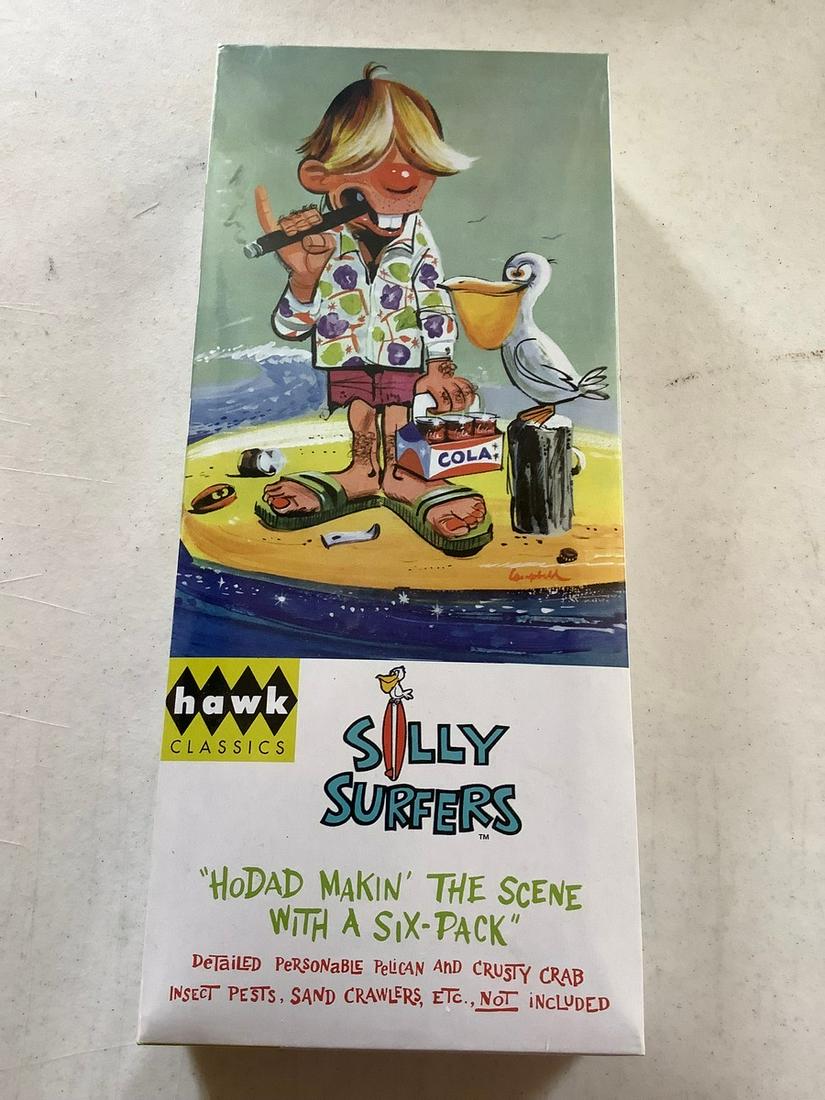 COLA
Campbell
hawk
CLASSICS
SILLY
SURFERS
TM
"HODAD MAKIN' THE SCENE
WITH A SIX-PACK"
DETAILED PERSONABLE PELICAN AND CRUSTY CRAB
INSECT PESTS, SAND CRAWLERS, ETC., NOT INCLUDED